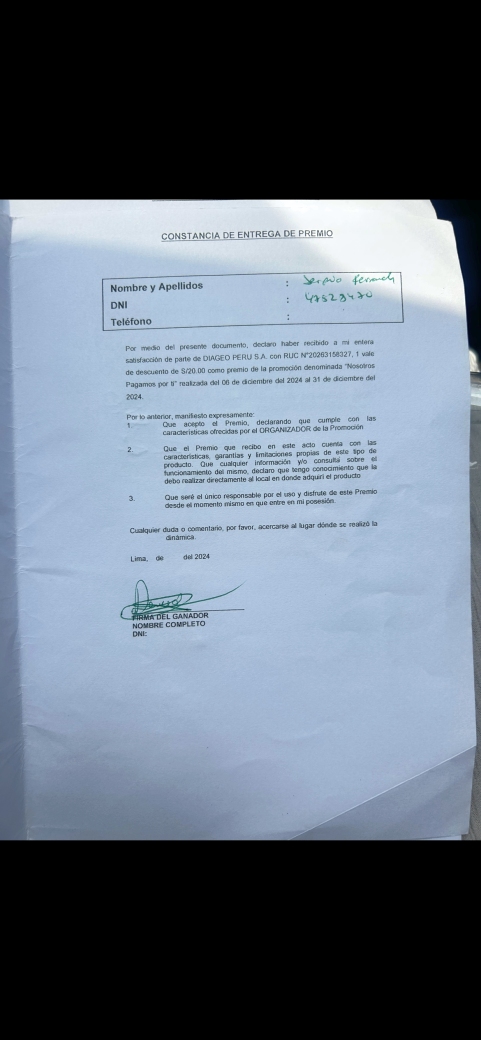 CONSTANCIA DE ENTREGA DE PREMIO
Nombre y Apellidos :
DNI : 47523470
Teléfono :
Por medio del presente documento, declaro haber recibido a mi entera
satisfacción de parte de DIAGEO PERU S.A. con RUC N°20263158327, 1 vale
de descuento de S/20.00 como premio de la promoción denominada "Nosotros
Pagamos por ti" realizada del 06 de diciembre del 2024 al 31 de diciembre del
2024.
Por lo anterior, manifiesto expresamente:
1. Que acepto el Premio, declarando que cumple con las
características ofrecidas por el ORGANIZADOR de la Promoción
2. Que el Premio que recibo en este acto cuenta con las
características, garantías y limitaciones propias de este tipo de
producto. Que cualquier información y/o consulta sobre el
funcionamiento del mismo, declaro que tengo conocimiento que la
debo realizar directamente al local en donde adquirí el producto
3. Que seré el único responsable por el uso y disfrute de este Premio
desde el momento mismo en que entre en mi posesión.
Cualquier duda o comentario, por favor, acercarse al lugar dónde se realizó la
dinámica.
Lima, de del 2024
FIRMA DEL GANADOR
NOMBRE COMPLETO
DNI: